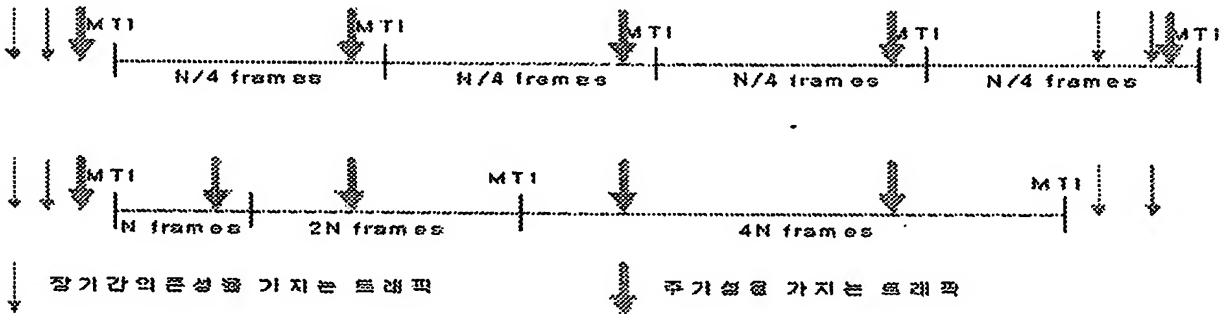 MTI MTI MTI MTI MTI
N/4 frames N/4 frames N/4 frames N/4 frames
MTI MTI MTI
N frames 2N frames 4N frames
장기간의존성을 가지는 트래픽 주기성을 가지는 트래픽